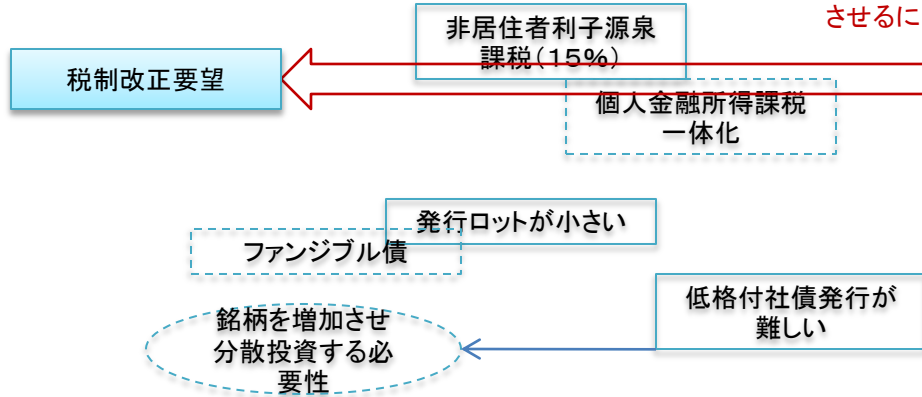 させるに
非居住者利子源泉
課税（15％）
税制改正要望
個人金融所得課税
一体化
発行ロットが小さい
ファンジブル債
低格付社債発行が
難しい
銘柄を増加させ
分散投資する必
要性